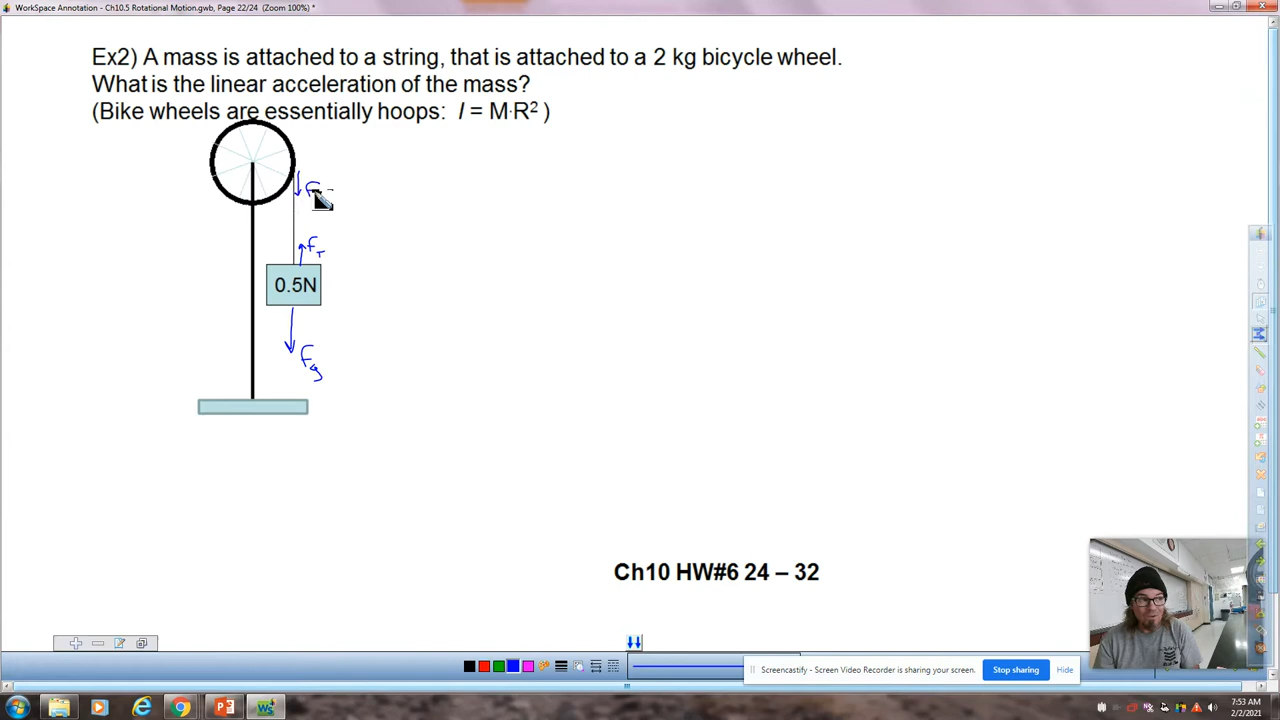 WorkSpace Annotation - Ch10.5 Rotational Motion.gwb, Page 22/24 (Zoom 100%) *
Ex2) A mass is attached to a string, that is attached to a 2 kg bicycle wheel.
What is the linear acceleration of the mass?
(Bike wheels are essentially hoops: I = M·R² )
F
F_T
0.5N
F_g
Ch10 HW#6 24 – 32
Screencastify - Screen Video Recorder is sharing your screen.
Stop sharing
Hide
7:53 AM
2/2/2021